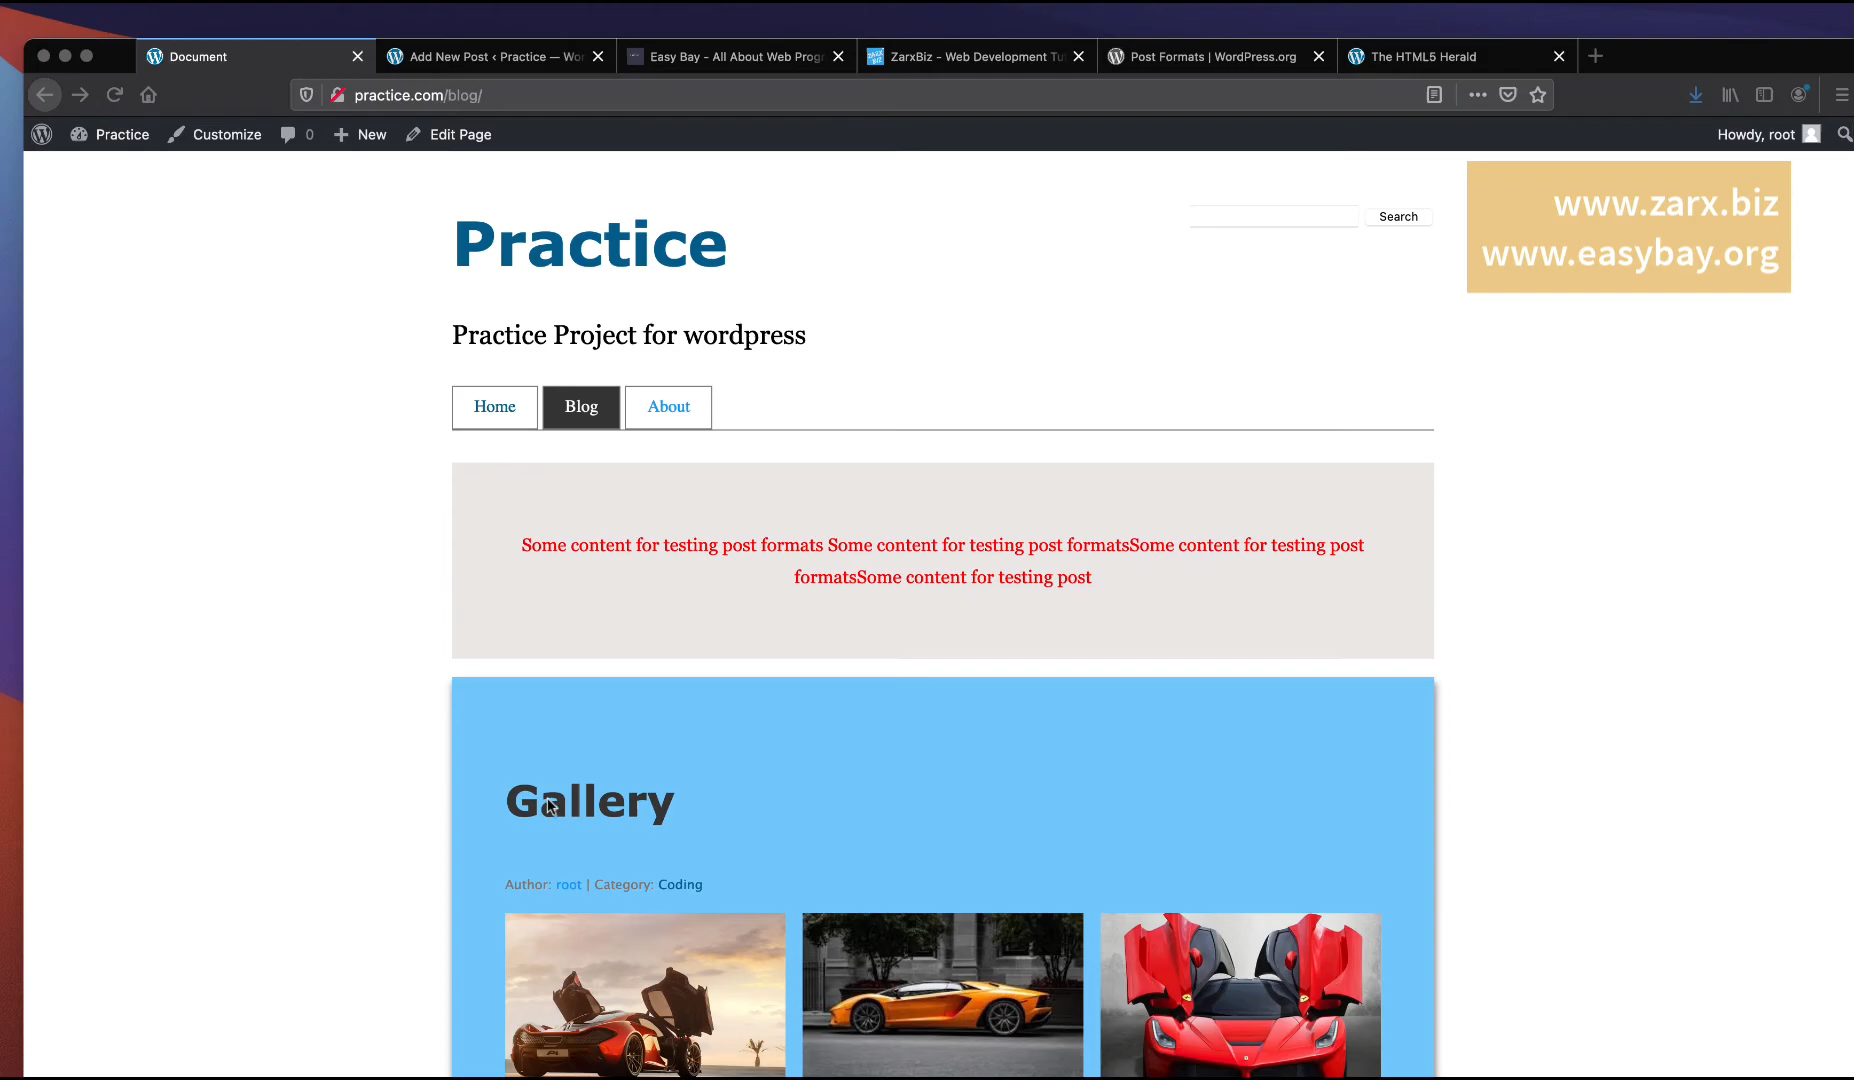 Document
Add New Post ‹ Practice — Wor
Easy Bay - All About Web Progr
ZarxBiz - Web Development Tu
Post Formats | WordPress.org
The HTML5 Herald
practice.com/blog/
Practice
Customize
0
New
Edit Page
Howdy, root
www.zarx.biz
www.easybay.org
Practice
Search
Practice Project for wordpress
Home
Blog
About
Some content for testing post formats Some content for testing post formatsSome content for testing post
formatsSome content for testing post
Gallery
Author: root | Category: Coding